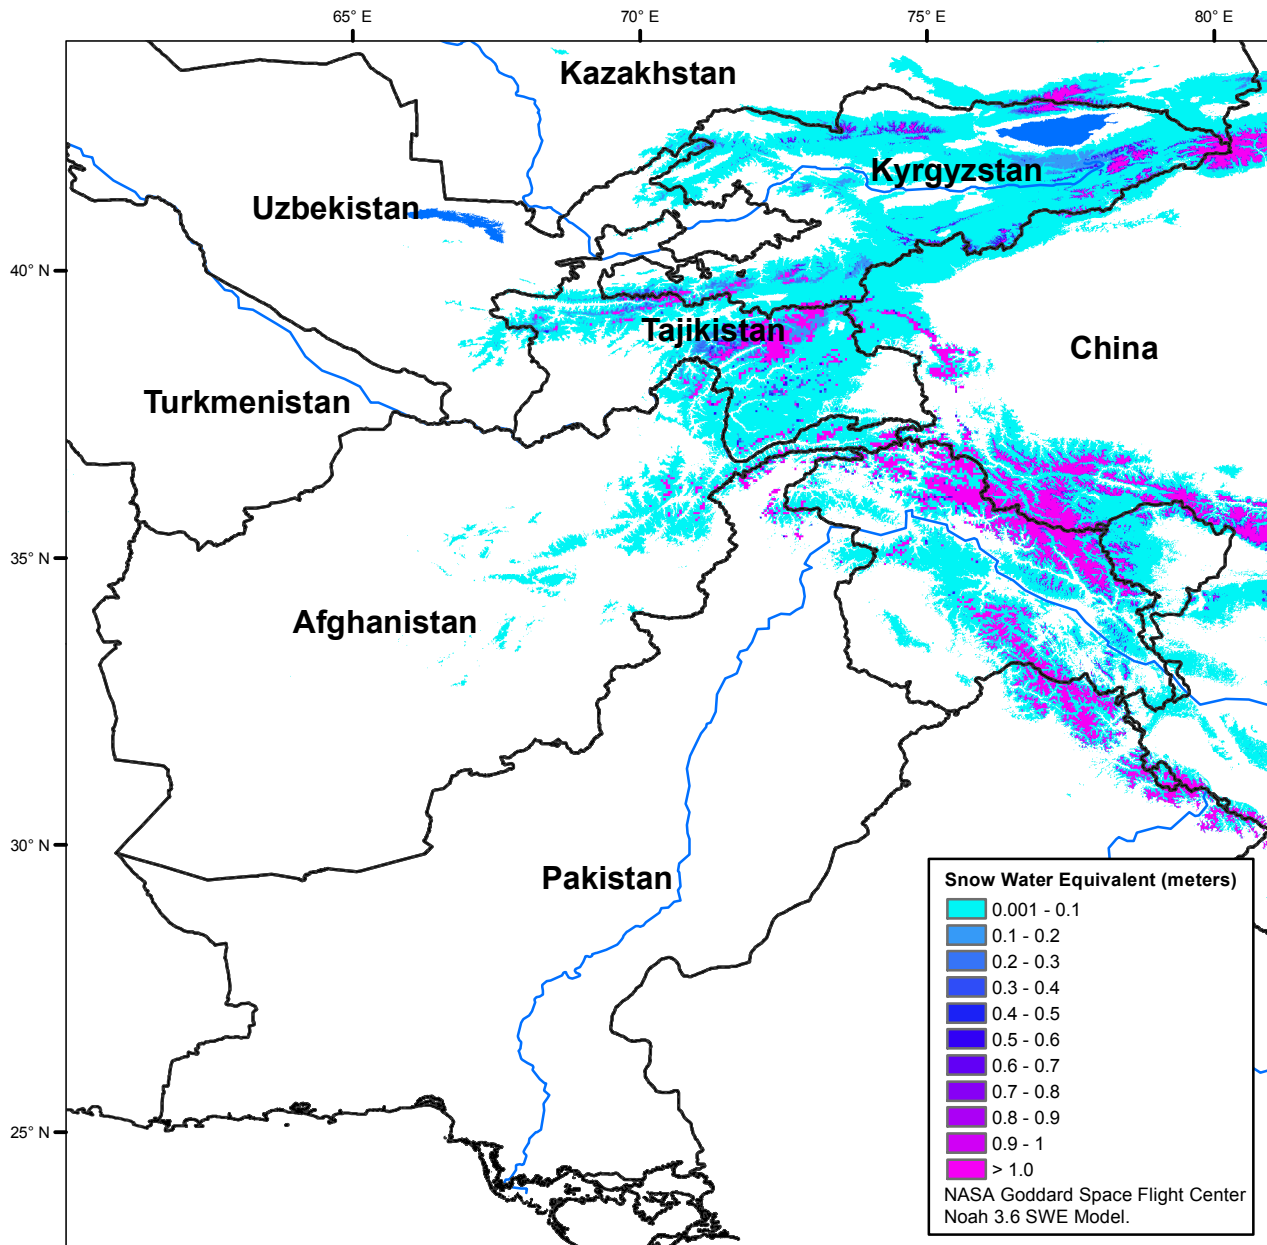 65° E
70° E
75° E
80° E
Kazakhstan
Kyrgyzstan
Uzbekistan
40° N
Tajikistan
China
Turkmenistan
35° N
Afghanistan
30° N
Pakistan
Snow Water Equivalent (meters)
0.001 - 0.1
0.1 - 0.2
0.2 - 0.3
0.3 - 0.4
0.4 - 0.5
0.5 - 0.6
0.6 - 0.7
0.7 - 0.8
0.8 - 0.9
0.9 - 1
> 1.0
NASA Goddard Space Flight Center
Noah 3.6 SWE Model.
25° N